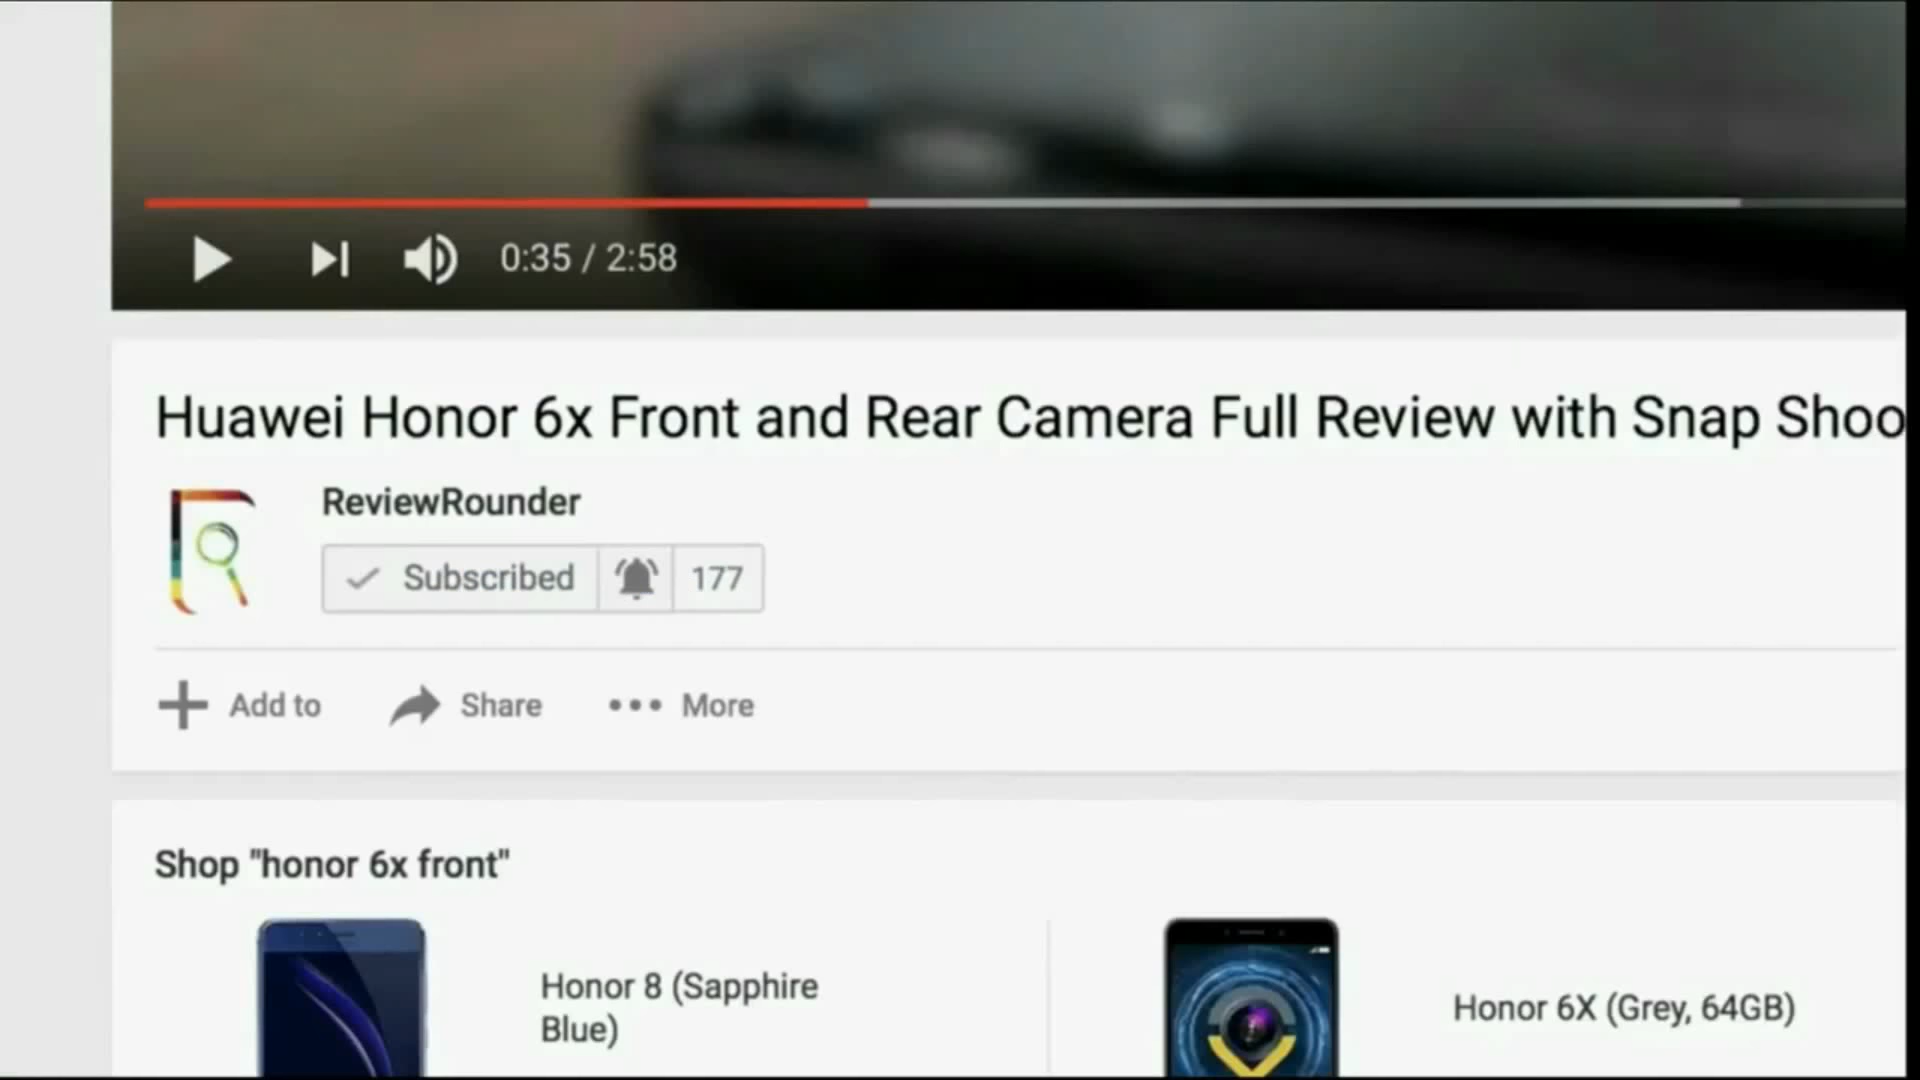 0:35 / 2:58
Huawei Honor 6x Front and Rear Camera Full Review with Snap Shoo
ReviewRounder
Subscribed
177
Add to
Share
More
Shop "honor 6x front"
Honor 8 (Sapphire
Blue)
Honor 6X (Grey, 64GB)